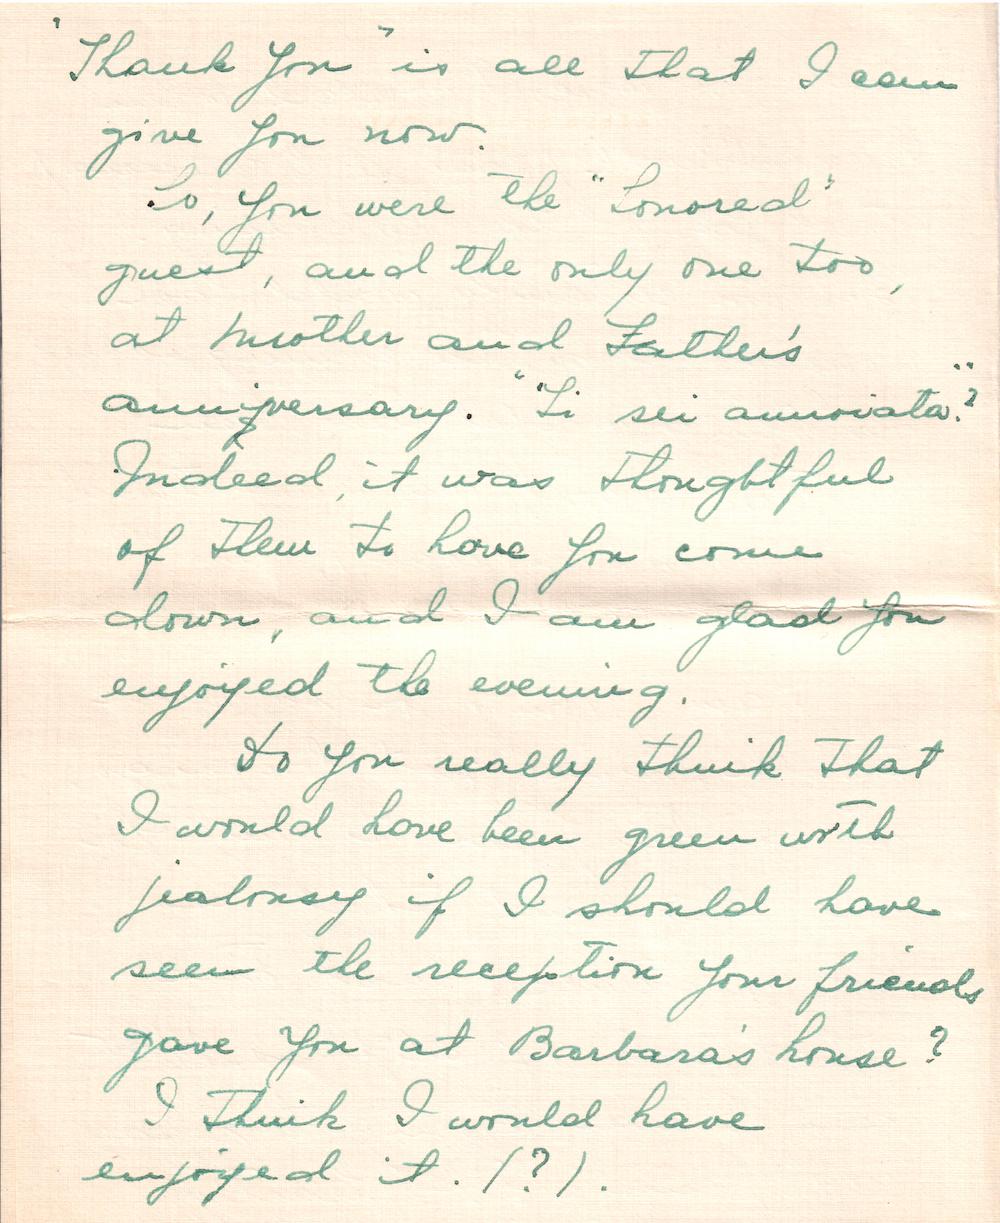 "Thank You" is all that I can
give You now.
So, You were the "honored"
guest, and the only one too,
at Mother and Father's
anniversary. "Ti sei annoiata?"
Indeed, it was thoughtful
of them to have You come
down, and I am glad You
enjoyed the evening.
Do You really think that
I would have been green with
jealousy if I should have
seen the reception Your friends
gave You at Barbara's house?
I think I would have
enjoyed it. (?).